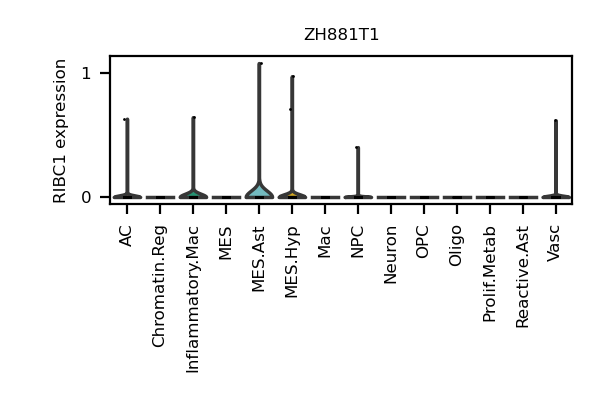 ZH881T1
RIBC1 expression
1
0
AC
Chromatin.Reg
Inflammatory.Mac
MES
MES.Ast
MES.Hyp
Mac
NPC
Neuron
OPC
Oligo
Prolif.Metab
Reactive.Ast
Vasc